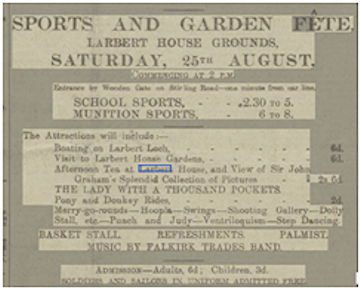 SPORTS AND GARDEN FÊTE,
LARBERT HOUSE GROUNDS,
SATURDAY, 25TH AUGUST,
COMMENCING AT 2 P.M.
Entrance by Wooden Gate on Stirling Road—one minute from car line.
SCHOOL SPORTS, - - 2.30 to 5.
MUNITION SPORTS, - 6 to 8.
The Attractions will include:—
Boating on Larbert Loch, - - - 6d.
Visit to Larbert House Gardens, - - 6d.
Afternoon Tea at Larbert House, and View of Sir John
Graham's Splendid Collection of Pictures - 2s 6d.
THE LADY WITH A THOUSAND POCKETS.
Pony and Donkey Rides, - - - 2d.
Merry-go-rounds—Hoopla—Swings—Shooting Gallery—Dolly
Stall, etc.—Punch and Judy—Ventriloquism—Step Dancing.
BASKET STALL. REFRESHMENTS. PALMIST.
MUSIC BY FALKIRK TRADES BAND.
ADMISSION—Adults, 6d; Children, 3d.
SOLDIERS AND SAILORS IN UNIFORM ADMITTED FREE.